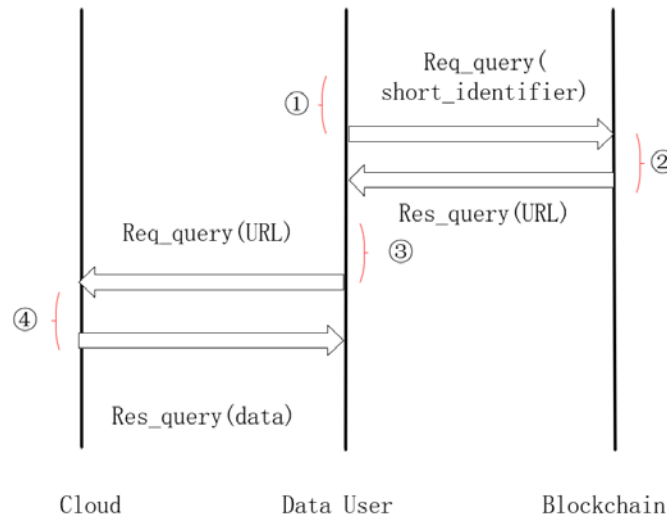 Req_query(
short_identifier)
①
②
Res_query(URL)
Req_query(URL)
③
④
Res_query(data)
Cloud
Data User
Blockchain